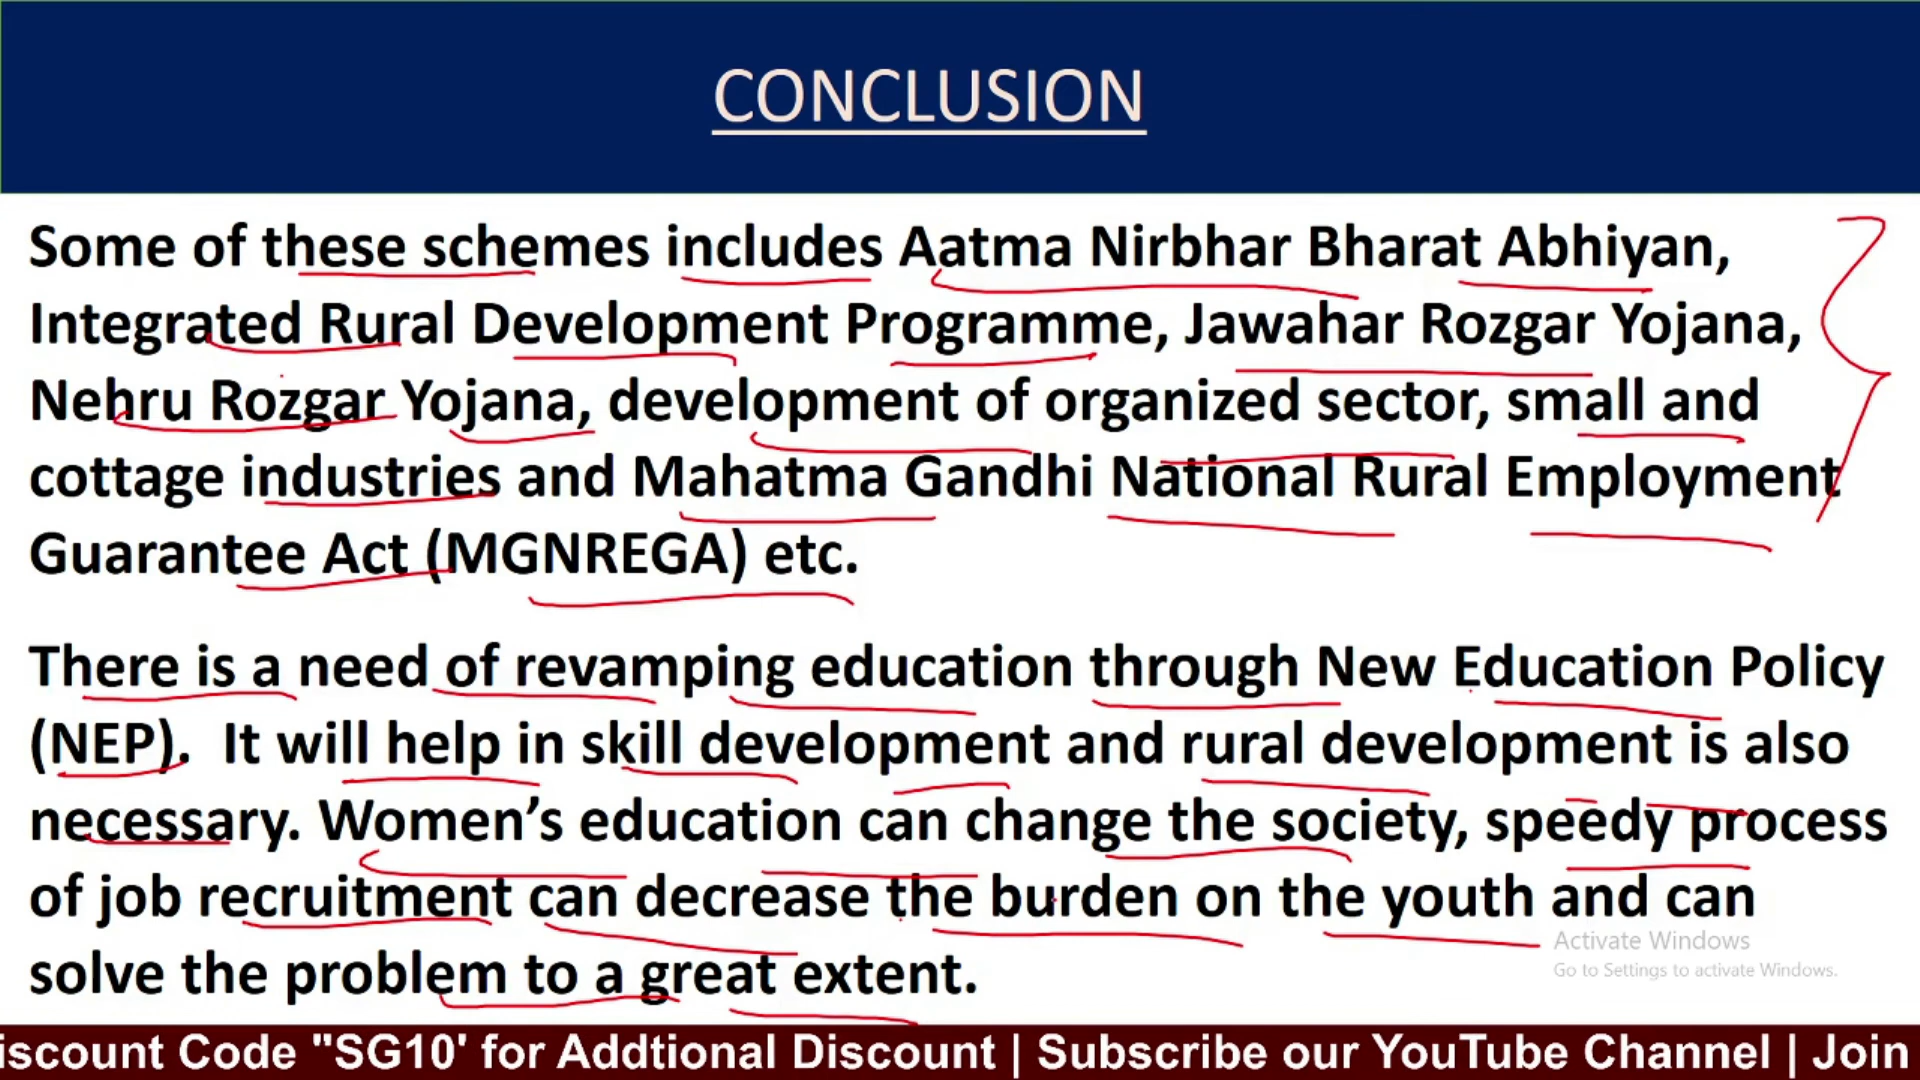 CONCLUSION
Some of these schemes includes Aatma Nirbhar Bharat Abhiyan,
Integrated Rural Development Programme, Jawahar Rozgar Yojana,
Nehru Rozgar Yojana, development of organized sector, small and
cottage industries and Mahatma Gandhi National Rural Employment
Guarantee Act (MGNREGA) etc.
There is a need of revamping education through New Education Policy
(NEP).  It will help in skill development and rural development is also
necessary. Women’s education can change the society, speedy process
of job recruitment can decrease the burden on the youth and can
solve the problem to a great extent.
Activate Windows
Go to Settings to activate Windows.
iscount Code "SG10' for Addtional Discount | Subscribe our YouTube Channel | Join